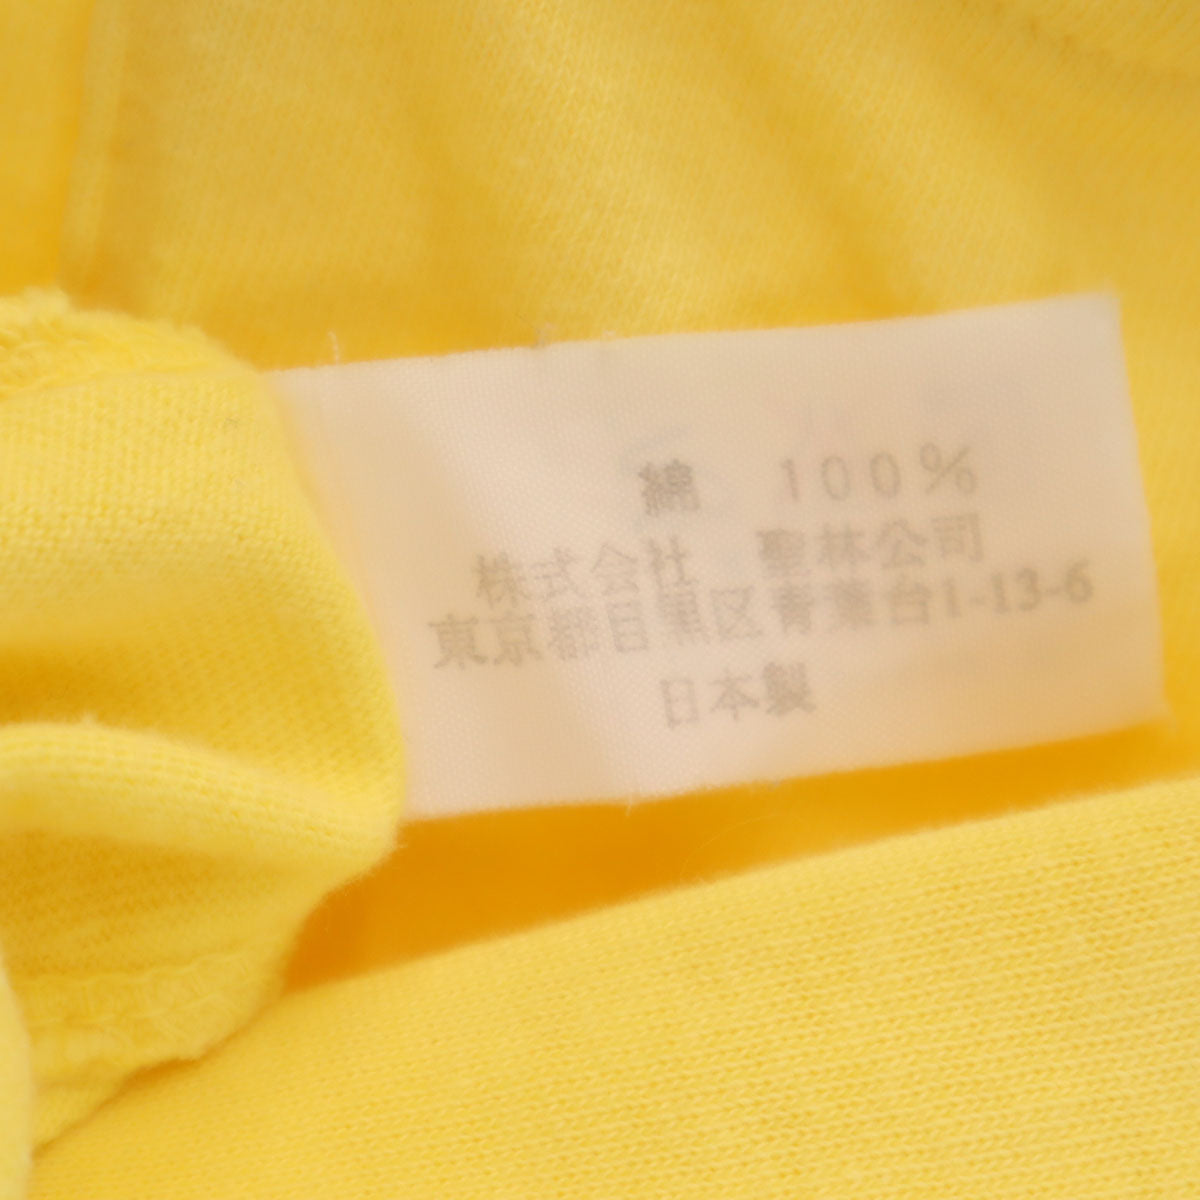 綿　100%
株式会社　聖林公司
東京都目黒区青葉台1-13-6
日本製